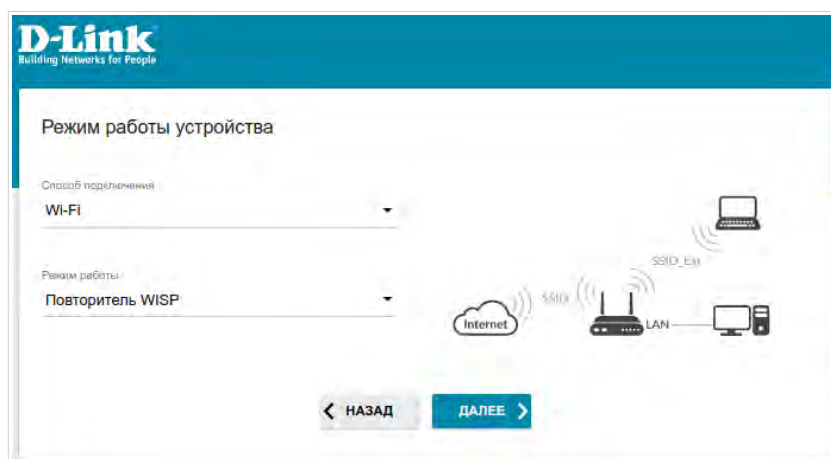 D-Link
Building Networks for People
Режим работы устройства
Способ подключения
Wi-Fi
Режим работы
Повторитель WISP
SSID_Ext
SSID
Internet
LAN
НАЗАД
ДАЛЕЕ